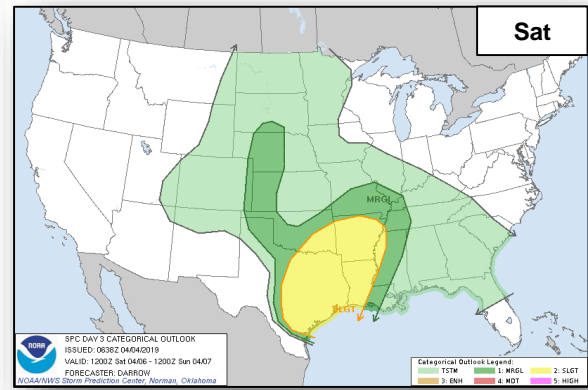 Sat
MRGL
SLGT
NOAA
SPC DAY 3 CATEGORICAL OUTLOOK
ISSUED: 0636Z 04/04/2019
VALID: 1200Z Sat 04/06 - 1200Z Sun 04/07
FORECASTER: DARROW
NOAA/NWS Storm Prediction Center, Norman, Oklahoma
Categorical Outlook Legend:
TSTM 1: MRGL 2: SLGT
3: ENH 4: MDT 5: HIGH